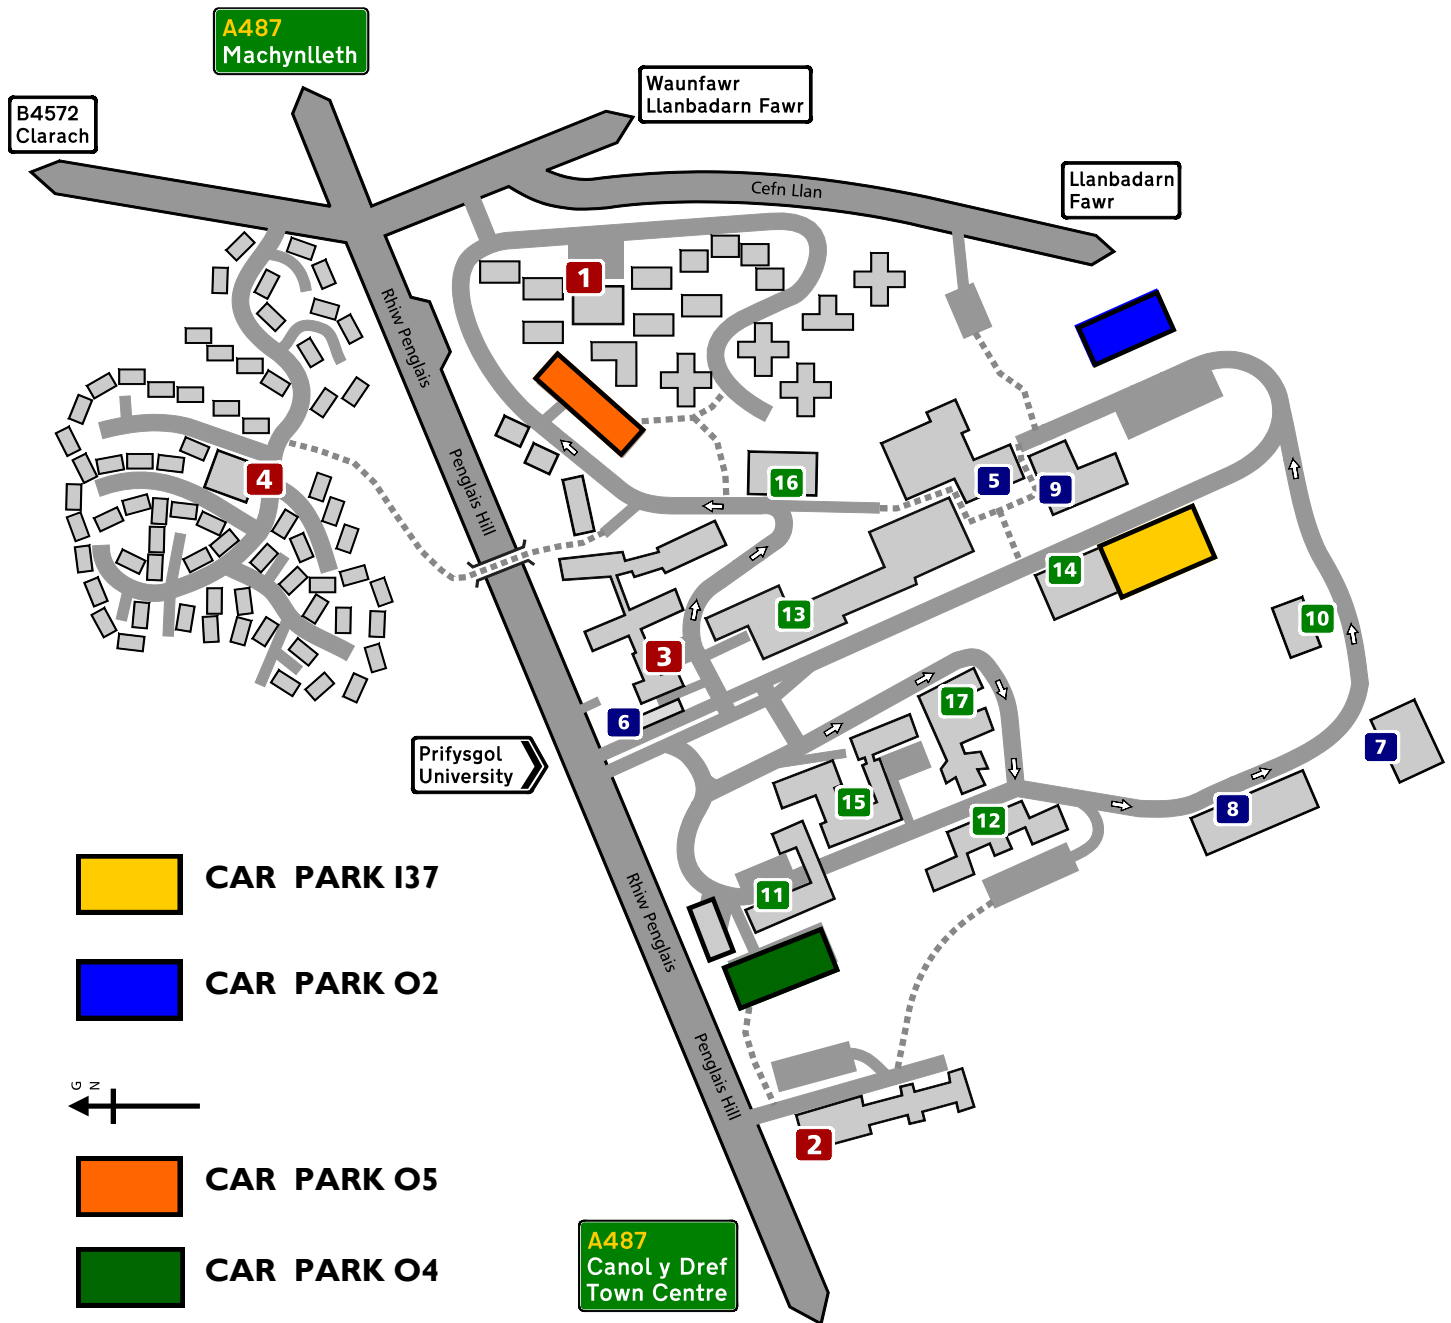 A487
Machynlleth
Waunfawr
Llanbadarn Fawr
B4572
Clarach
Llanbadarn
Fawr
Cefn Llan
1
Rhiw Penglais
4
Penglais Hill
16
5
9
14
13
10
3
6
17
7
Prifysgol
University
15
8
12
11
Rhiw Penglais
CAR PARK I37
CAR PARK O2
G N
Penglais Hill
2
CAR PARK O5
CAR PARK O4
A487
Canol y Dref
Town Centre